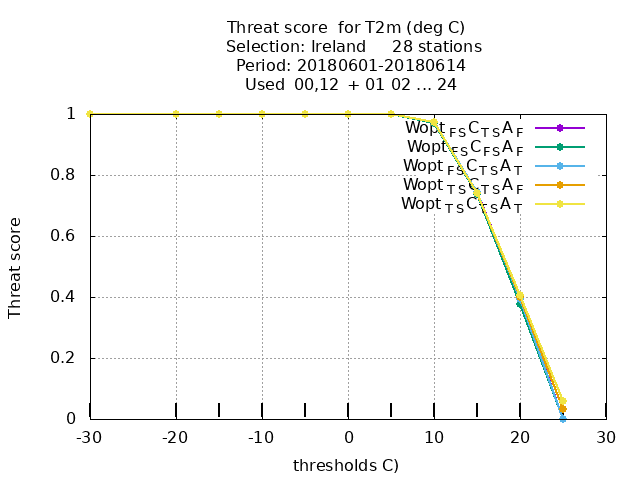 Threat score for T2m (deg C)
Selection: Ireland 28 stations
Period: 20180601-20180614
Used 00,12 + 01 02 ... 24
Threat score
1
0.8
0.6
0.4
0.2
0
Wopt FS C TS A F
Wopt FS C FS A F
Wopt FS C TS A T
Wopt TS C TS A F
Wopt TS C TS A T
-30 -20 -10 0 10 20 30
thresholds C)